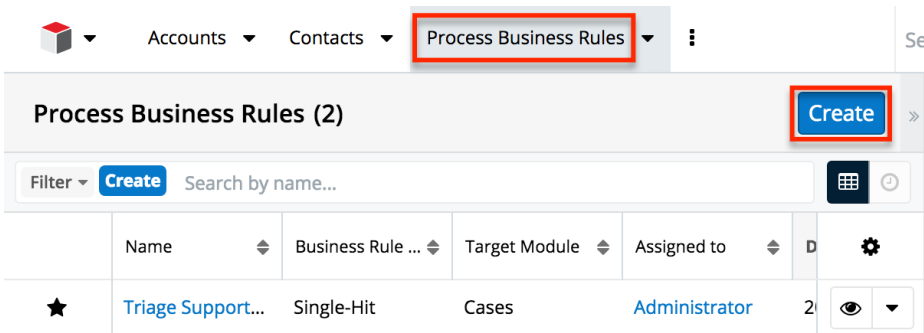 Accounts Contacts Process Business Rules Se
Process Business Rules (2) Create »
Filter Create Search by name...
Name Business Rule ... Target Module Assigned to D
Triage Support... Single-Hit Cases Administrator 2